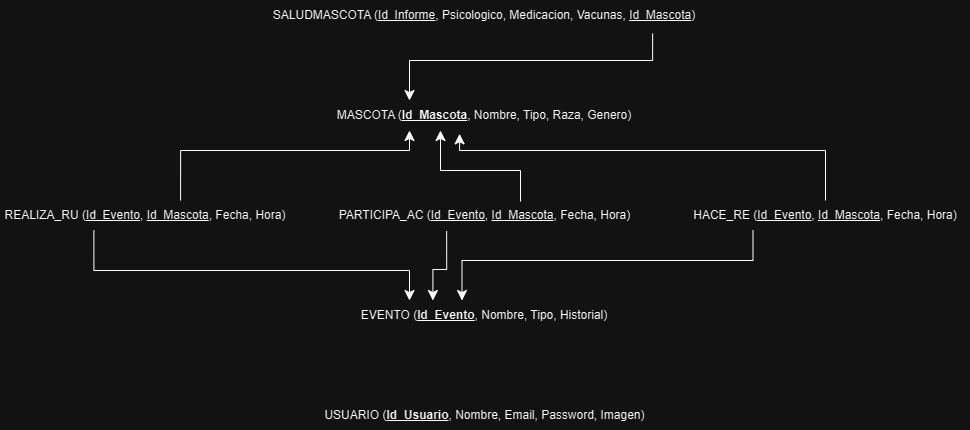 SALUDMASCOTA (Id_Informe, Psicologico, Medicacion, Vacunas, Id_Mascota)
MASCOTA (Id_Mascota, Nombre, Tipo, Raza, Genero)
REALIZA_RU (Id_Evento, Id_Mascota, Fecha, Hora)
PARTICIPA_AC (Id_Evento, Id_Mascota, Fecha, Hora)
HACE_RE (Id_Evento, Id_Mascota, Fecha, Hora)
EVENTO (Id_Evento, Nombre, Tipo, Historial)
USUARIO (Id_Usuario, Nombre, Email, Password, Imagen)